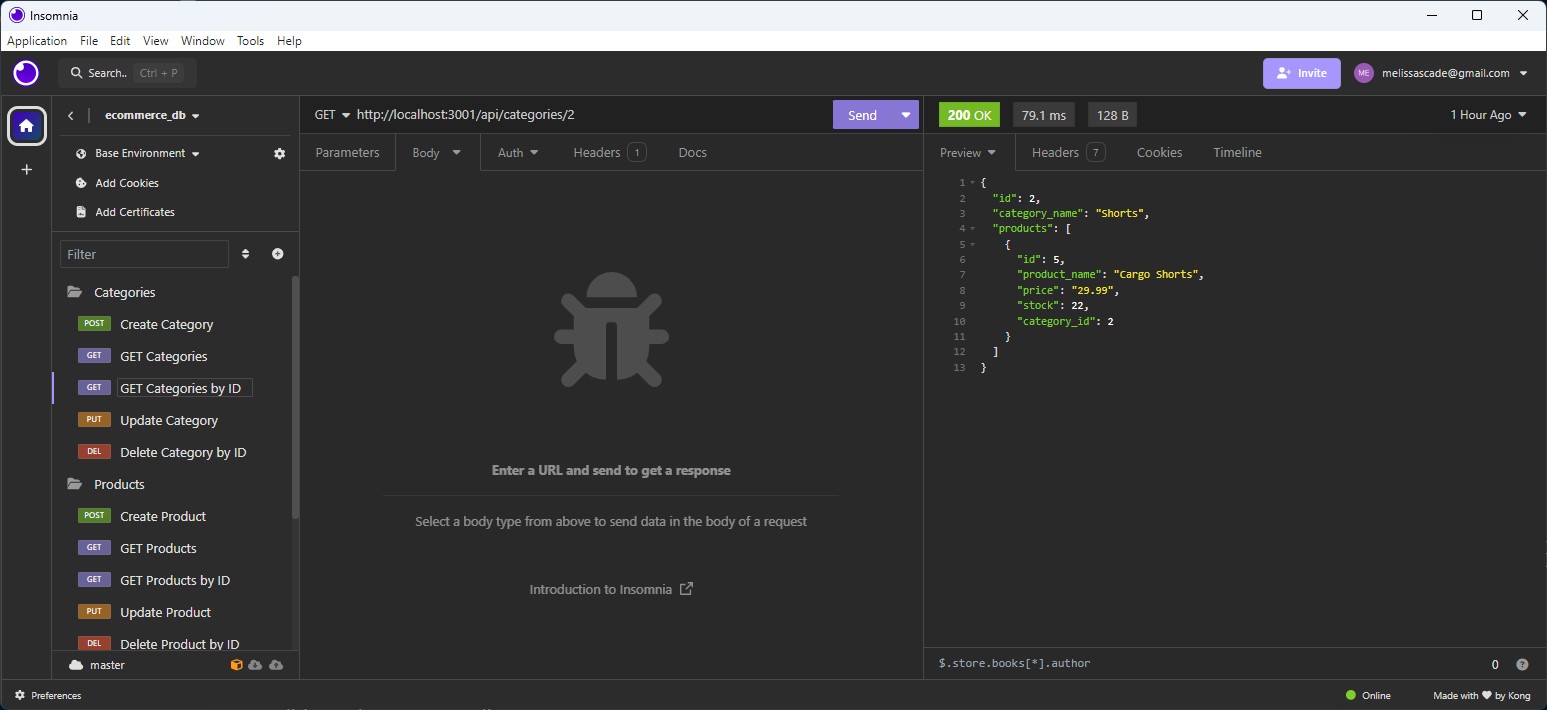 Insomnia
Application File Edit View Window Tools Help
Search.. Ctrl + P
Invite
ME melissascade@gmail.com
ecommerce_db
Base Environment
Add Cookies
Add Certificates
Filter
Categories
POST Create Category
GET GET Categories
GET GET Categories by ID
PUT Update Category
DEL Delete Category by ID
Products
POST Create Product
GET GET Products
GET GET Products by ID
PUT Update Product
DEL Delete Product by ID
master
GET http://localhost:3001/api/categories/2 Send
Parameters Body Auth Headers 1 Docs
Enter a URL and send to get a response
Select a body type from above to send data in the body of a request
Introduction to Insomnia
200 OK 79.1 ms 128 B 1 Hour Ago
Preview Headers 7 Cookies Timeline
1 {
2 "id": 2,
3 "category_name": "Shorts",
4 "products": [
5 {
6 "id": 5,
7 "product_name": "Cargo Shorts",
8 "price": "29.99",
9 "stock": 22,
10 "category_id": 2
11 }
12 ]
13 }
$.store.books[*].author 0 ?
Preferences
Online
Made with ❤ by Kong